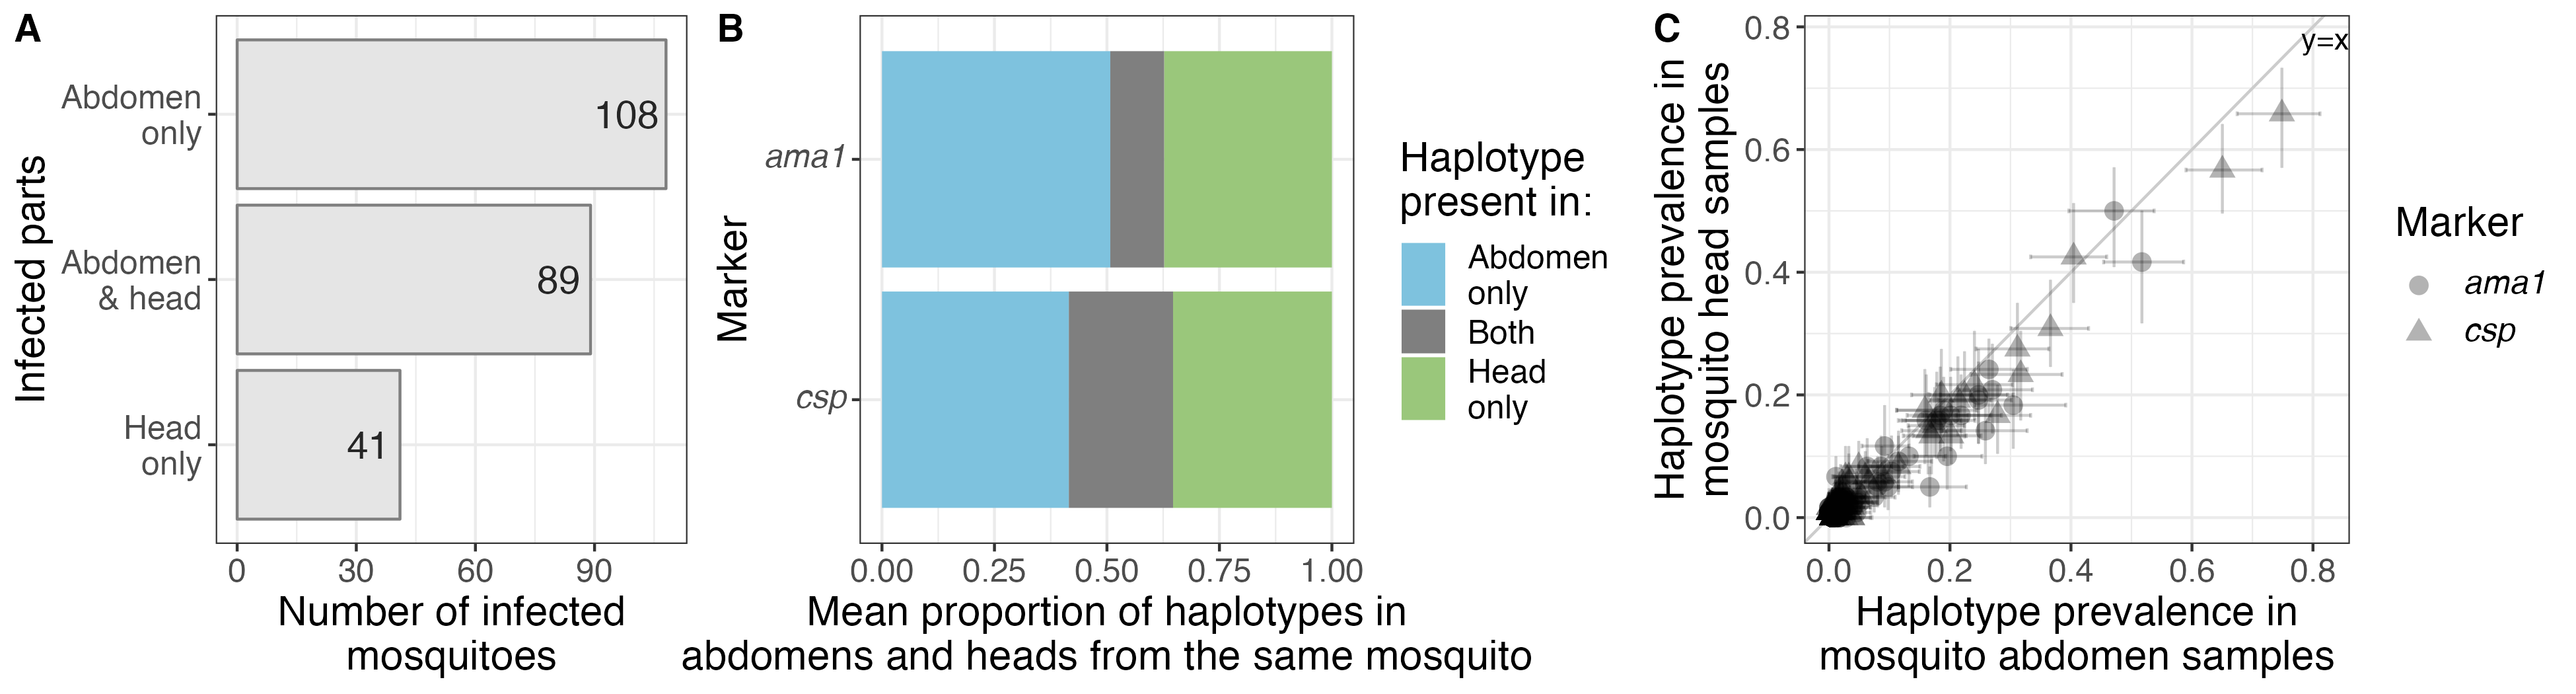 A
Infected parts
Abdomen
only
Abdomen
& head
Head
only
108
89
41
0 30 60 90
Number of infected
mosquitoes
B
Marker
ama1
csp
0.00 0.25 0.50 0.75 1.00
Mean proportion of haplotypes in
abdomens and heads from the same mosquito
Haplotype
present in:
Abdomen
only
Both
Head
only
C
Haplotype prevalence in
mosquito head samples
0.8
0.6
0.4
0.2
0.0
y=x
0.0 0.2 0.4 0.6 0.8
Haplotype prevalence in
mosquito abdomen samples
Marker
ama1
csp